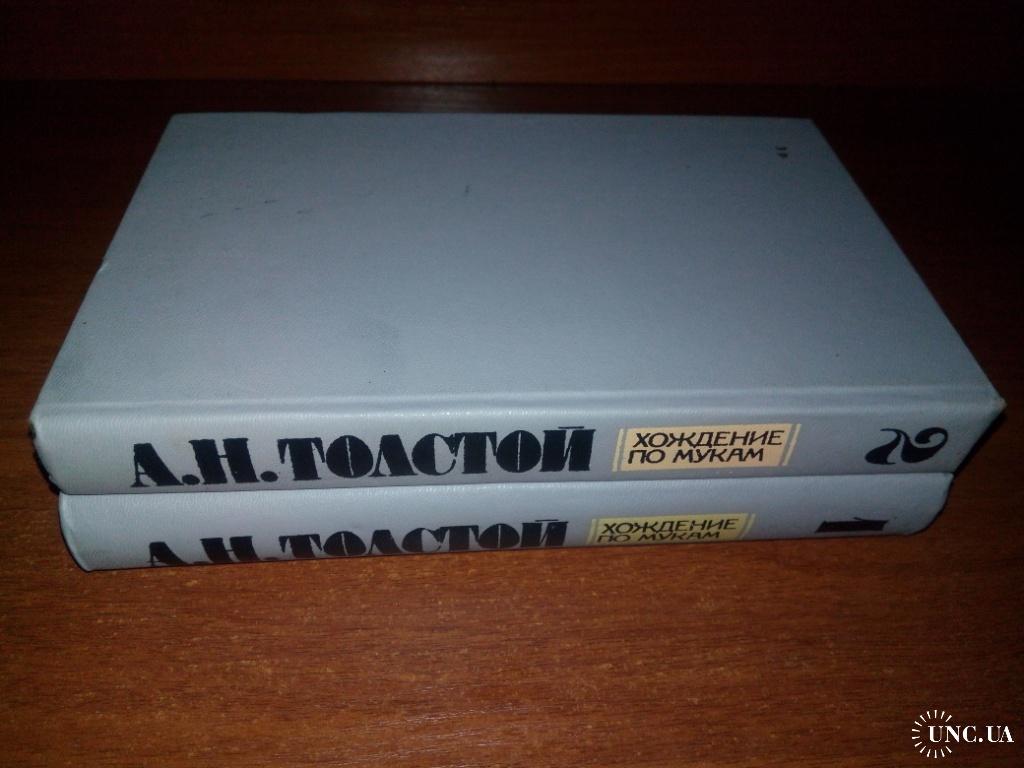 А.Н. ТОЛСТОЙ
ХОЖДЕНИЕ
ПО МУКАМ
2
А.Н. ТОЛСТОЙ
ХОЖДЕНИЕ
ПО МУКАМ
1
UNC.UA